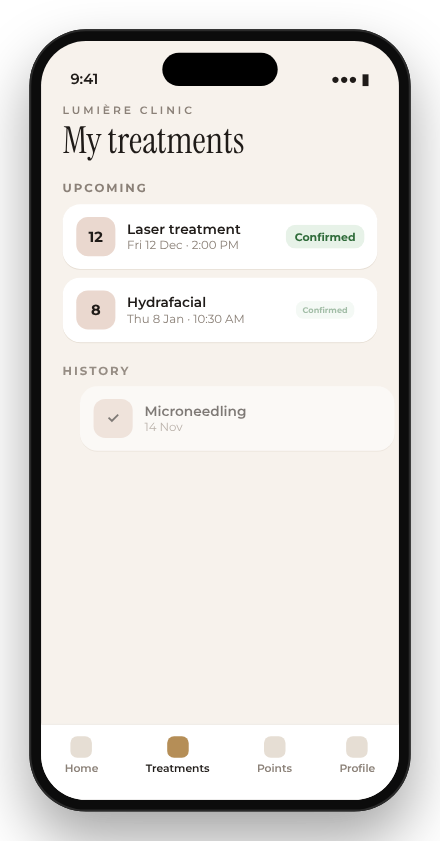 9:41
LUMIÈRE CLINIC
My treatments
UPCOMING
12
Laser treatment
Fri 12 Dec · 2:00 PM
Confirmed
8
Hydrafacial
Thu 8 Jan · 10:30 AM
Confirmed
HISTORY
Microneedling
14 Nov
Home Treatments Points Profile